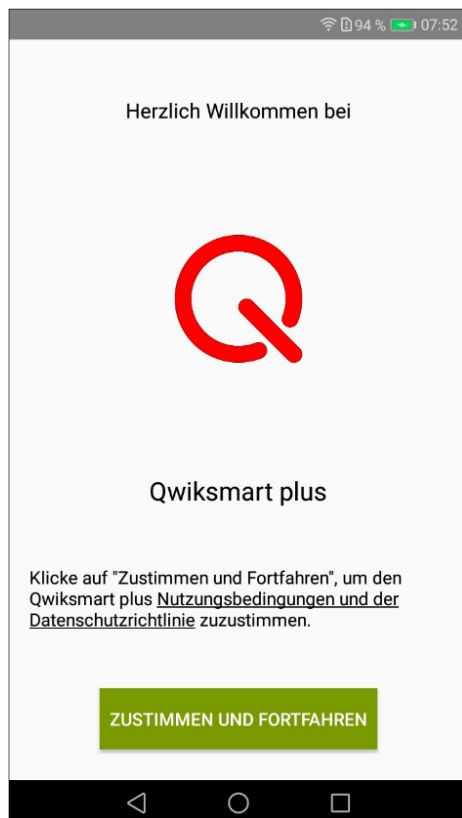 94 % 07:52
Herzlich Willkommen bei
Qwiksmart plus
Klicke auf "Zustimmen und Fortfahren", um den
Qwiksmart plus Nutzungsbedingungen und der
Datenschutzrichtlinie zuzustimmen.
ZUSTIMMEN UND FORTFAHREN